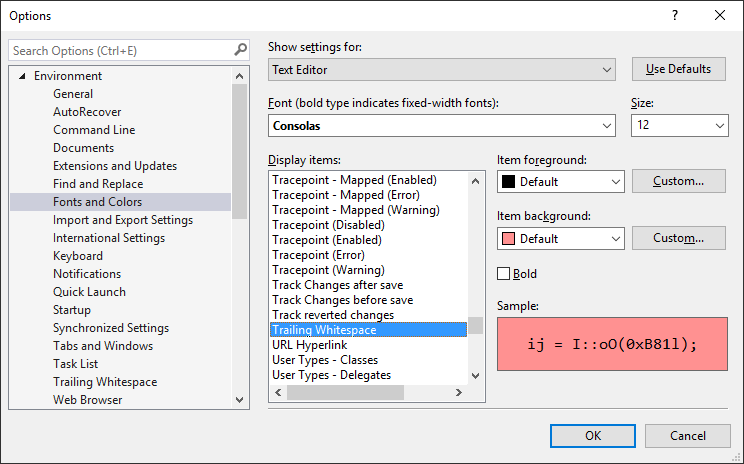 Options
Search Options (Ctrl+E)
Environment
General
AutoRecover
Command Line
Documents
Extensions and Updates
Find and Replace
Fonts and Colors
Import and Export Settings
International Settings
Keyboard
Notifications
Quick Launch
Startup
Synchronized Settings
Tabs and Windows
Task List
Trailing Whitespace
Web Browser
Show settings for:
Text Editor
Use Defaults
Font (bold type indicates fixed-width fonts):
Size:
Consolas
12
Display items:
Tracepoint - Mapped (Enabled)
Tracepoint - Mapped (Error)
Tracepoint - Mapped (Warning)
Tracepoint (Disabled)
Tracepoint (Enabled)
Tracepoint (Error)
Tracepoint (Warning)
Track Changes after save
Track Changes before save
Track reverted changes
Trailing Whitespace
URL Hyperlink
User Types - Classes
User Types - Delegates
Item foreground:
Default
Custom...
Item background:
Default
Custom...
Bold
Sample:
ij = I::oO(0xB81l);
OK
Cancel